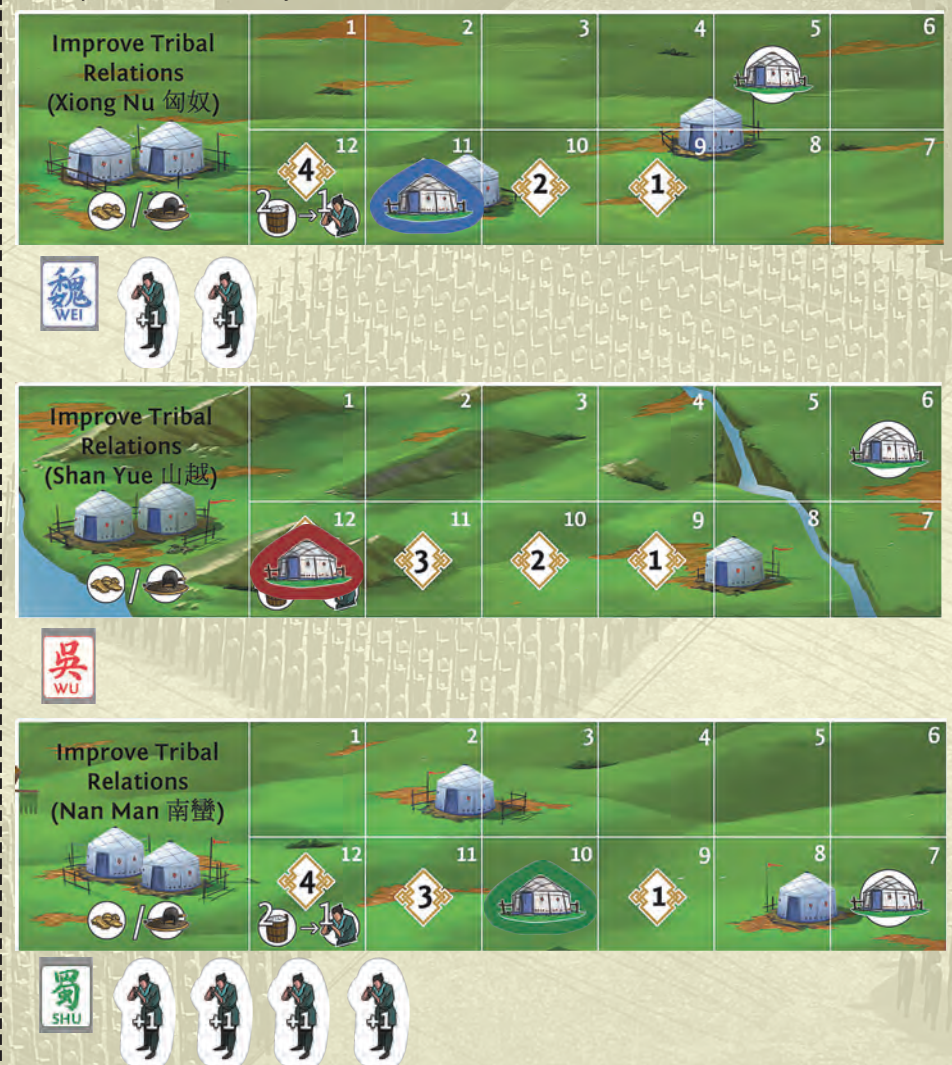 Improve Tribal
Relations
(Xiong Nu 匈奴)
1 2 3 4 5 6
12 11 10 9 8 7
4 2 1
2→1
魏
WEI
+1 +1
Improve Tribal
Relations
(Shan Yue 山越)
1 2 3 4 5 6
12 11 10 9 8 7
3 2 1
吳
WU
Improve Tribal
Relations
(Nan Man 南蠻)
1 2 3 4 5 6
12 11 10 9 8 7
4 3 1
2→1
蜀
SHU
+1 +1 +1 +1